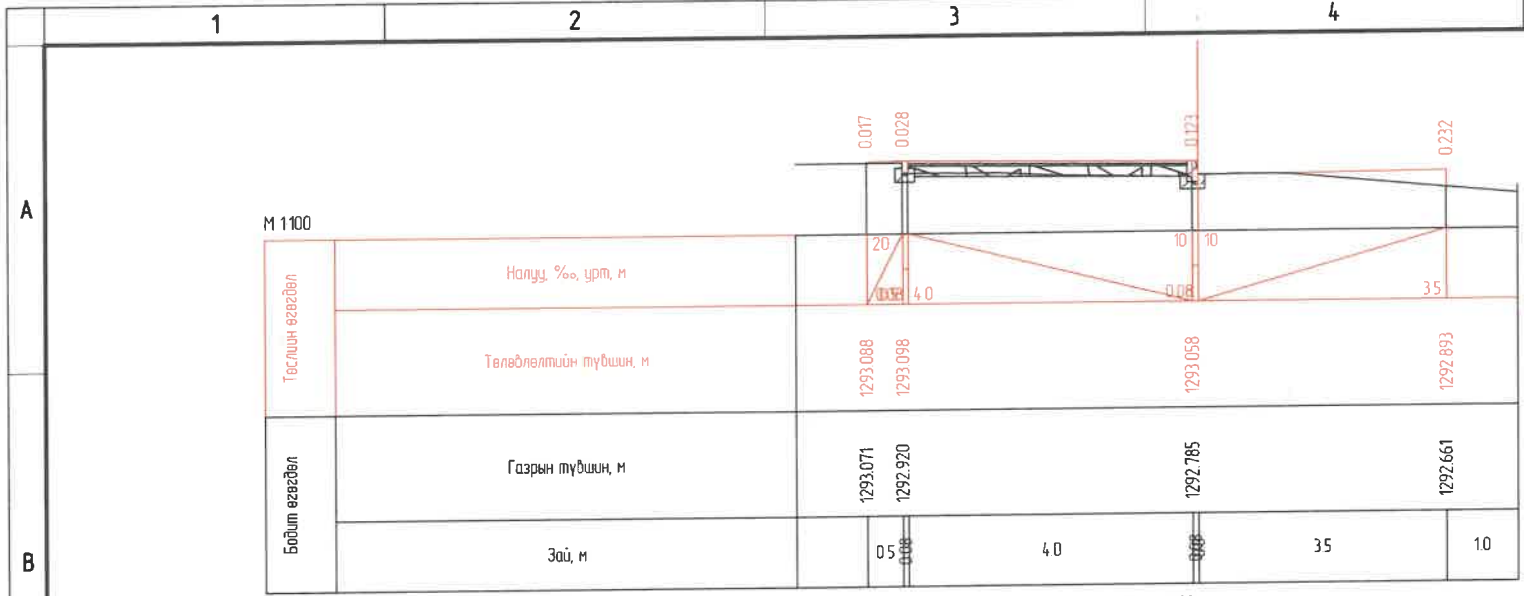 1 2 3 4
A
B
0.017 0.028 0.123 0.232
М 1:100
Төслийн өгөгдөл
Налуу, ‰, урт, м
20 10 10
4.0 0.08 3.5
Төлөвлөлтийн түвшин, м
1293.088 1293.098 1293.058 1292.893
Бодит өгөгдөл
Газрын түвшин, м
1293.071 1292.920 1292.785 1292.661
Зай, м
0.5 0.08 4.0 3.5 1.0